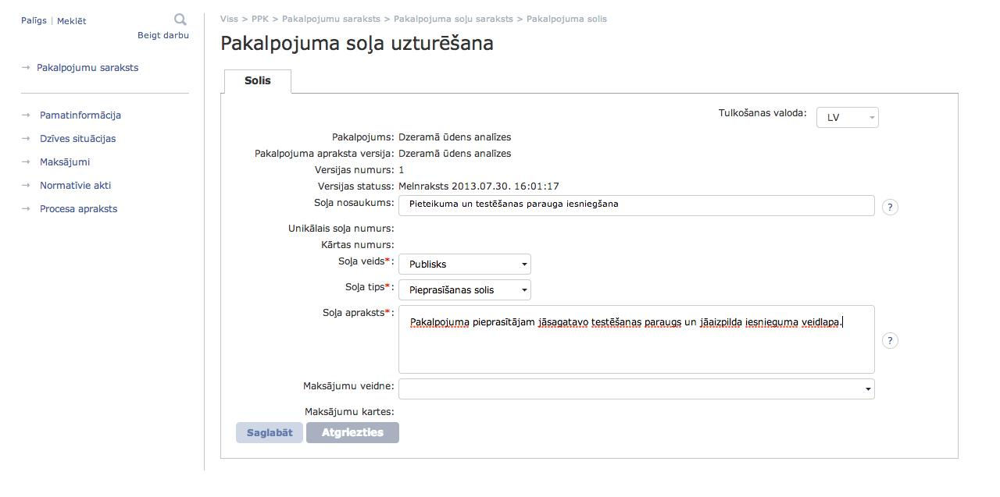 Palīgs | Meklēt
Beigt darbu
→ Pakalpojumu saraksts
→ Pamatinformācija
→ Dzīves situācijas
→ Maksājumi
→ Normatīvie akti
→ Procesa apraksts
Viss > PPK > Pakalpojumu saraksts > Pakalpojuma soļu saraksts > Pakalpojuma solis
Pakalpojuma soļa uzturēšana
Solis
Tulkošanas valoda: LV
Pakalpojums: Dzeramā ūdens analīzes
Pakalpojuma apraksta versija: Dzeramā ūdens analīzes
Versijas numurs: 1
Versijas statuss: Melnraksts 2013.07.30. 16:01:17
Soļa nosaukums: Pieteikuma un testēšanas parauga iesniegšana ?
Unikālais soļa numurs:
Kārtas numurs:
Soļa veids*: Publisks
Soļa tips*: Pieprasīšanas solis
Soļa apraksts*: Pakalpojuma pieprasītājam jāsagatavo testēšanas paraugs un jāaizpilda iesnieguma veidlapa. ?
Maksājumu veidne:
Maksājumu kartes:
Saglabāt Atgriezties